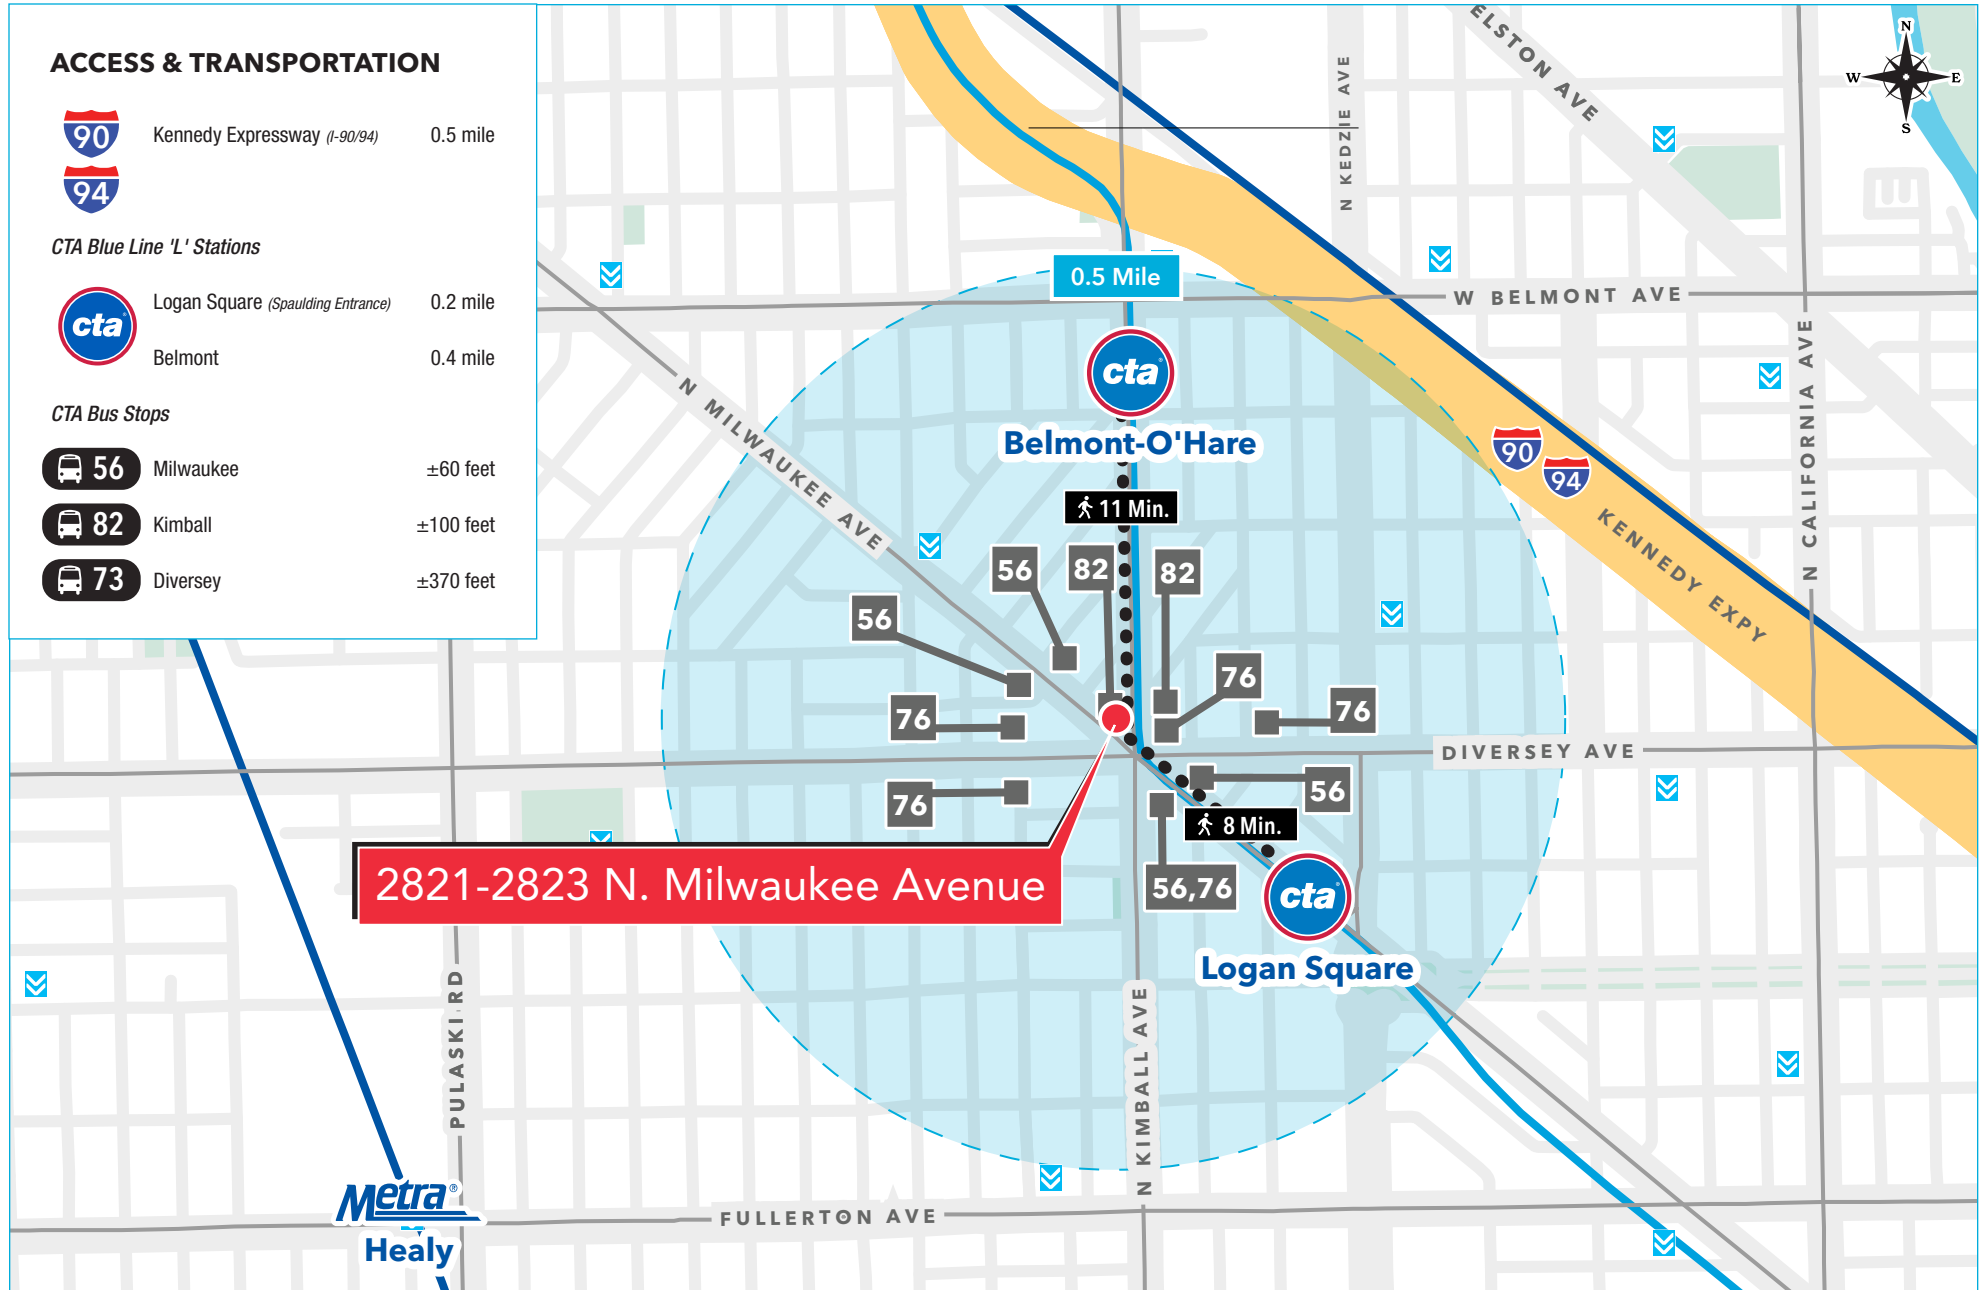 ACCESS & TRANSPORTATION
90 Kennedy Expressway (I-90/94) 0.5 mile
94
CTA Blue Line 'L' Stations
cta Logan Square (Spaulding Entrance) 0.2 mile
Belmont 0.4 mile
CTA Bus Stops
56 Milwaukee ±60 feet
82 Kimball ±100 feet
73 Diversey ±370 feet
ELSTON AVE
N
W E
S
N KEDZIE AVE
0.5 Mile
W BELMONT AVE
N CALIFORNIA AVE
cta
Belmont-O'Hare
N MILWAUKEE AVE
90
94
KENNEDY EXPY
11 Min.
56
82
82
56
76
76
76
DIVERSEY AVE
76
56
8 Min.
2821-2823 N. Milwaukee Avenue
56,76
cta
Logan Square
PULASKI RD
N KIMBALL AVE
Metra®
Healy
FULLERTON AVE